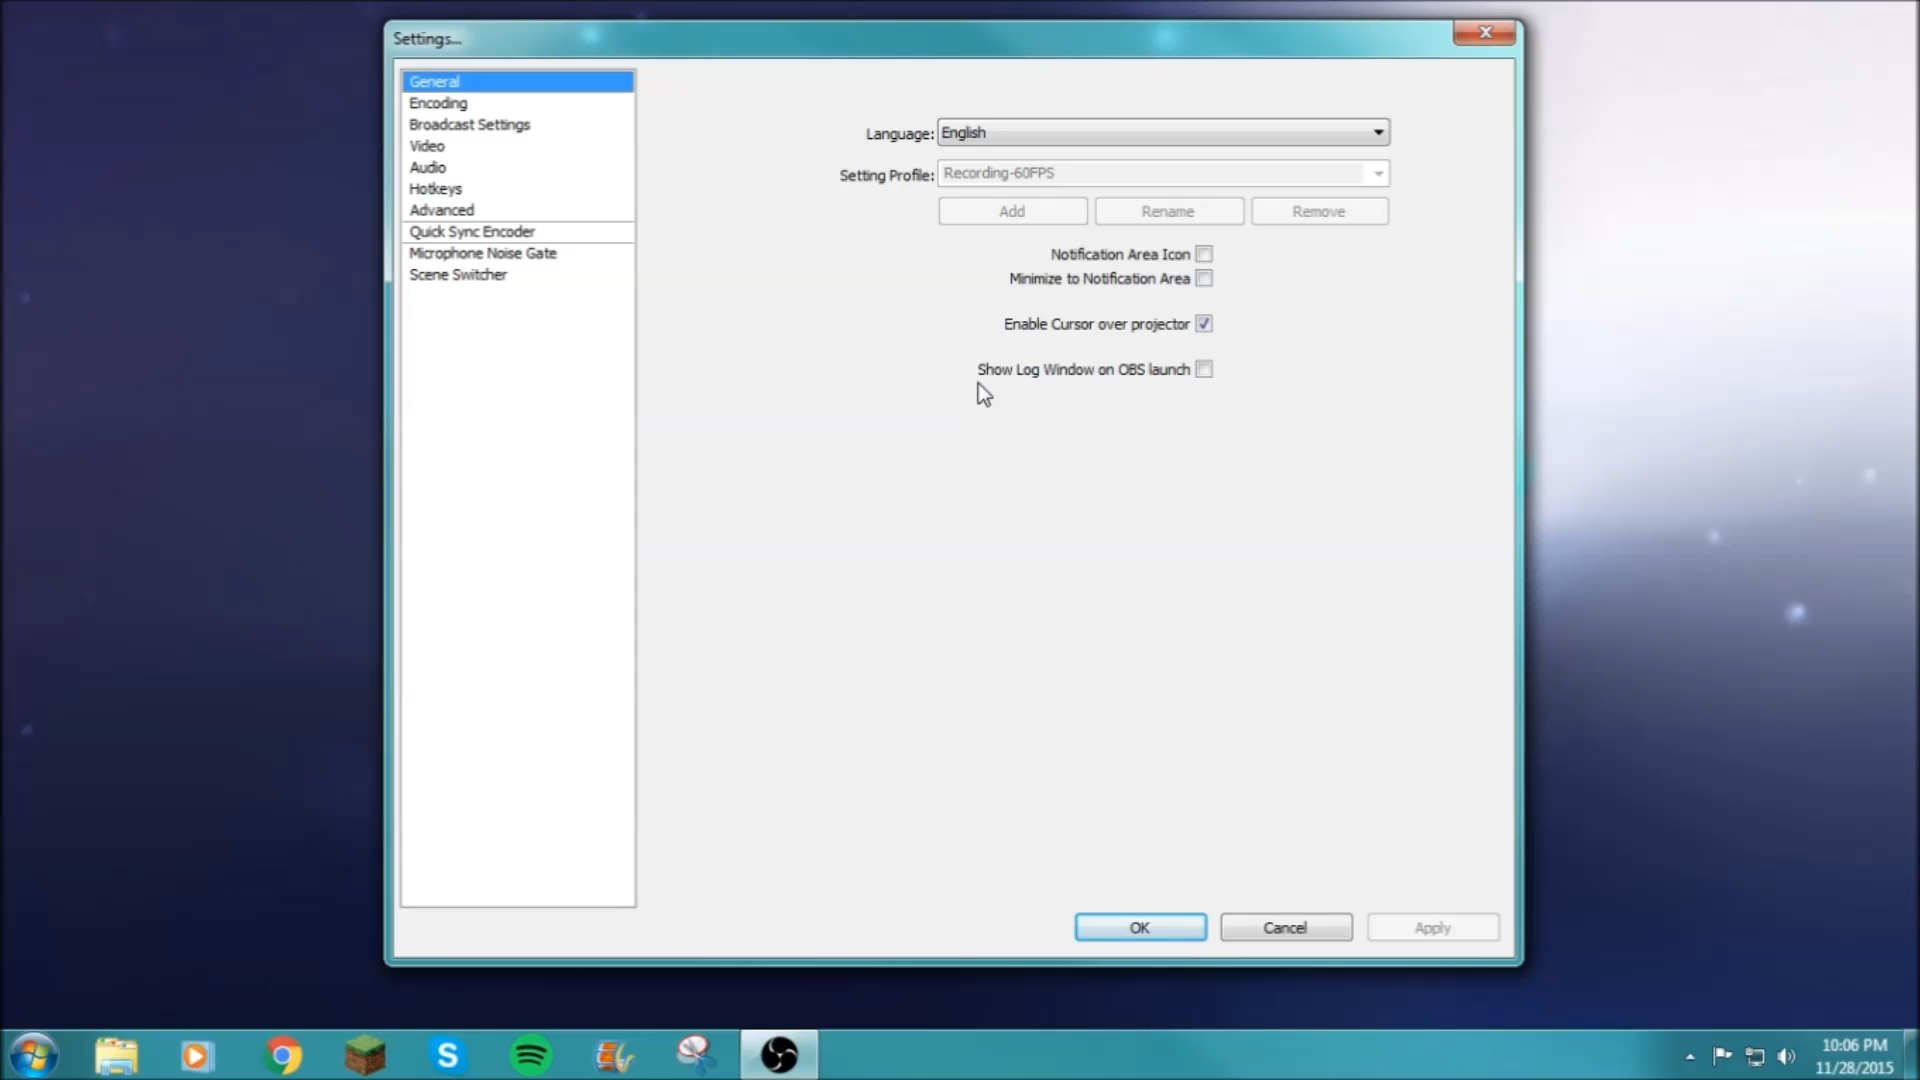 Settings...
General
Encoding
Broadcast Settings
Video
Audio
Hotkeys
Advanced
Quick Sync Encoder
Microphone Noise Gate
Scene Switcher
Language: English
Setting Profile: Recording-60FPS
Add Rename Remove
Notification Area Icon
Minimize to Notification Area
Enable Cursor over projector
Show Log Window on OBS launch
OK Cancel Apply
10:06 PM
11/28/2015